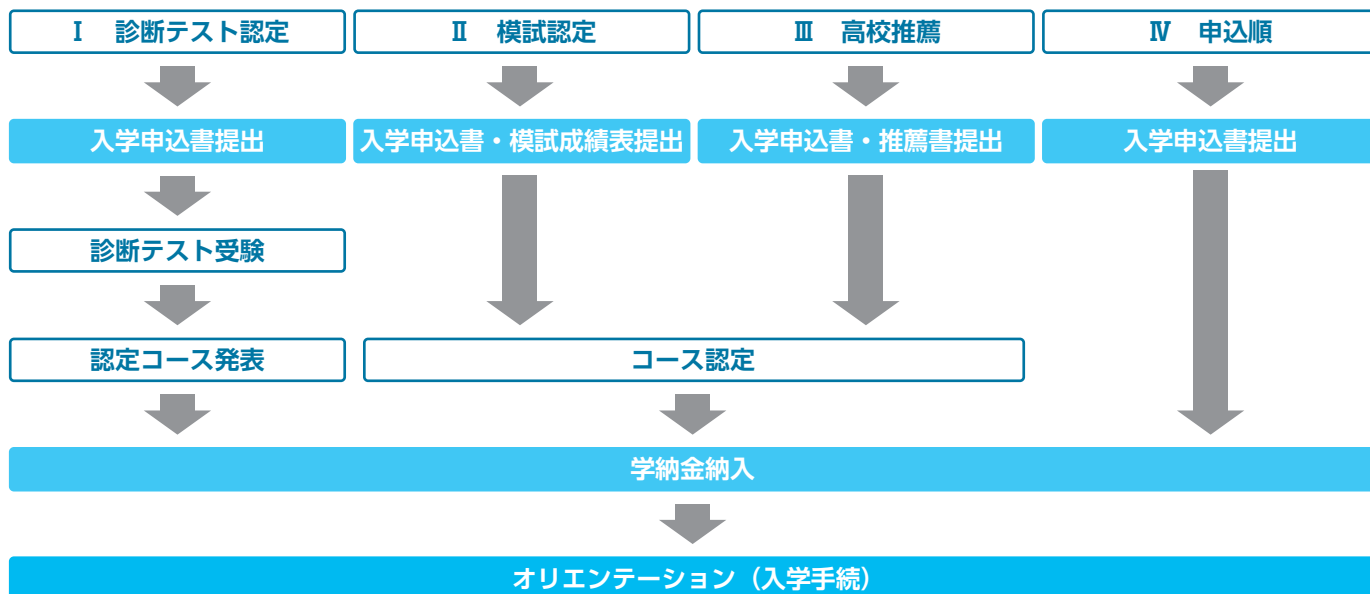 Ⅰ　診断テスト認定
Ⅱ　模試認定
Ⅲ　高校推薦
Ⅳ　申込順
入学申込書提出
入学申込書・模試成績表提出
入学申込書・推薦書提出
入学申込書提出
診断テスト受験
認定コース発表
コース認定
学納金納入
オリエンテーション（入学手続）